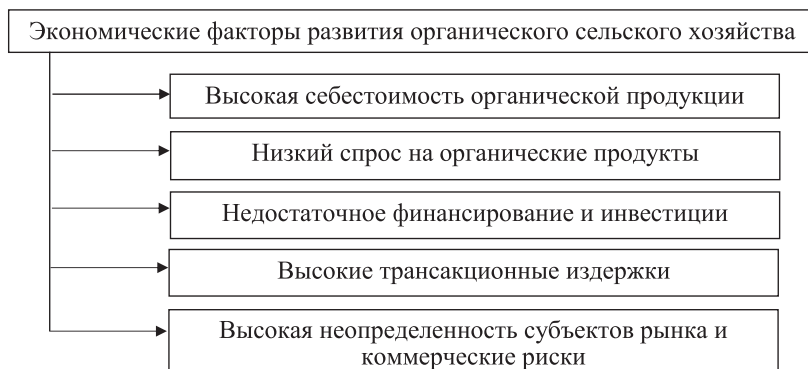 Экономические факторы развития органического сельского хозяйства
Высокая себестоимость органической продукции
Низкий спрос на органические продукты
Недостаточное финансирование и инвестиции
Высокие трансакционные издержки
Высокая неопределенность субъектов рынка и
коммерческие риски